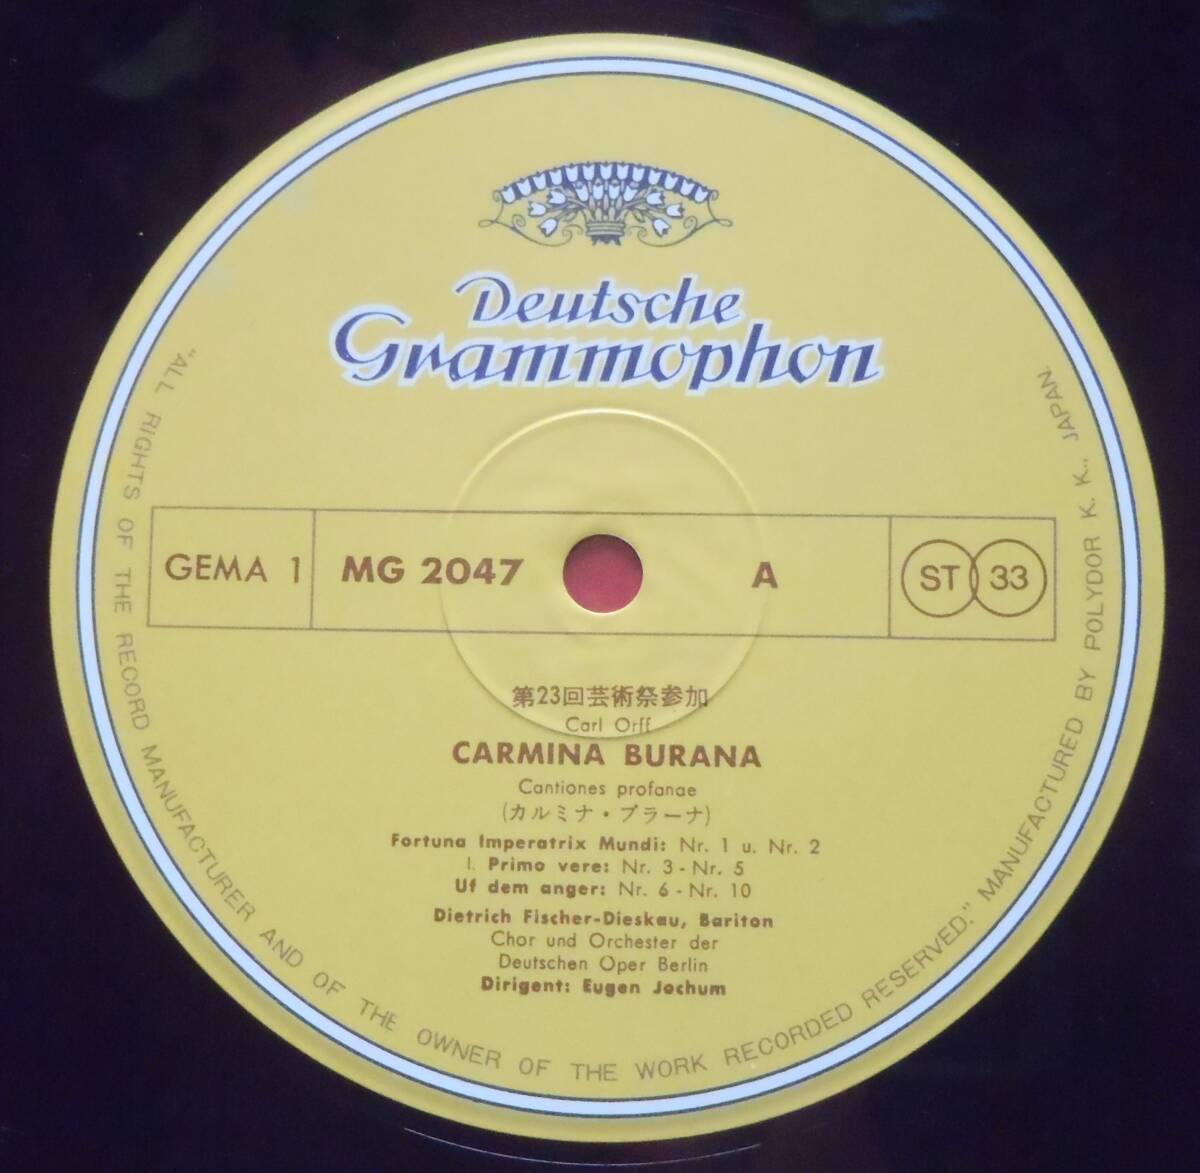 Deutsche
Grammophon
GEMA 1 MG 2047 A ST 33
第23回芸術祭参加
Carl Orff
CARMINA BURANA
Cantiones profanae
(カルミナ・ブラーナ)
Fortuna Imperatrix Mundi: Nr. 1 u. Nr. 2
I. Primo vere: Nr. 3 - Nr. 5
Uf dem anger: Nr. 6 - Nr. 10
Dietrich Fischer-Dieskau, Bariton
Chor und Orchester der
Deutschen Oper Berlin
Dirigent: Eugen Jochum
"ALL RIGHTS OF THE RECORD MANUFACTURER AND OF THE OWNER OF THE WORK RECORDED RESERVED." MANUFACTURED BY POLYDOR K. K., JAPAN.